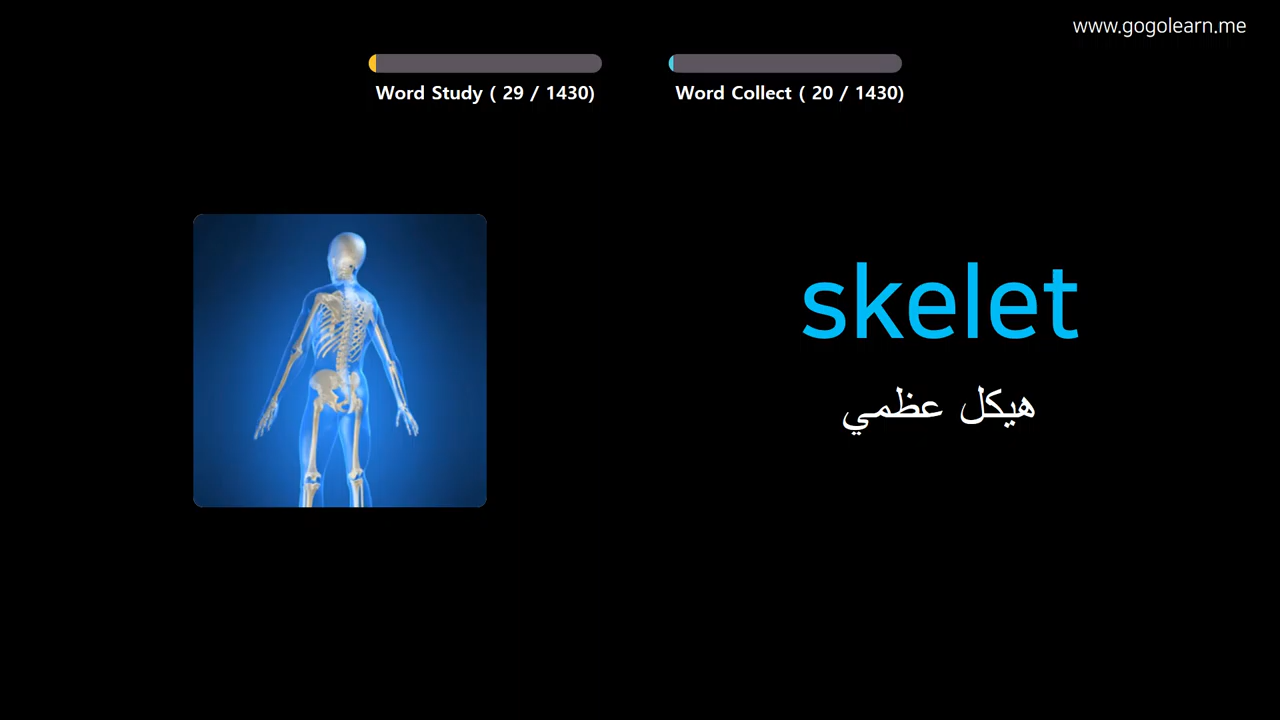 www.gogolearn.me
Word Study ( 29 / 1430)
Word Collect ( 20 / 1430)
skelet
هيكل عظمي